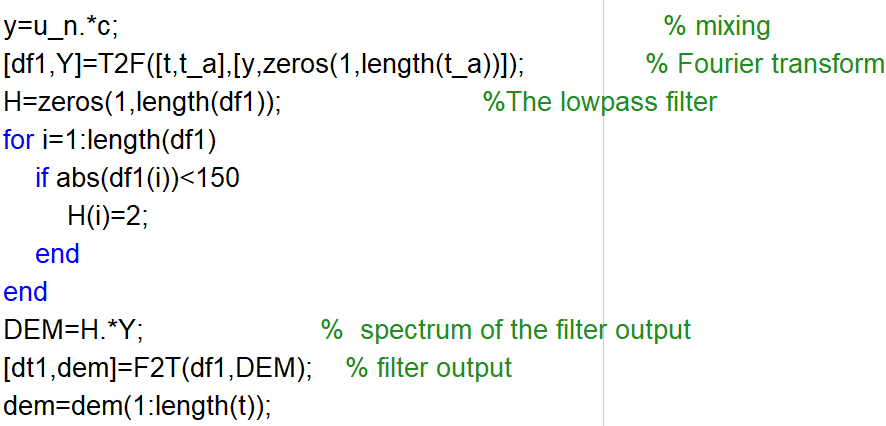 y=u_n.*c; % mixing
[df1,Y]=T2F([t,t_a],[y,zeros(1,length(t_a))]); % Fourier transform
H=zeros(1,length(df1)); %The lowpass filter
for i=1:length(df1)
if abs(df1(i))<150
H(i)=2;
end
end
DEM=H.*Y; % spectrum of the filter output
[dt1,dem]=F2T(df1,DEM); % filter output
dem=dem(1:length(t));